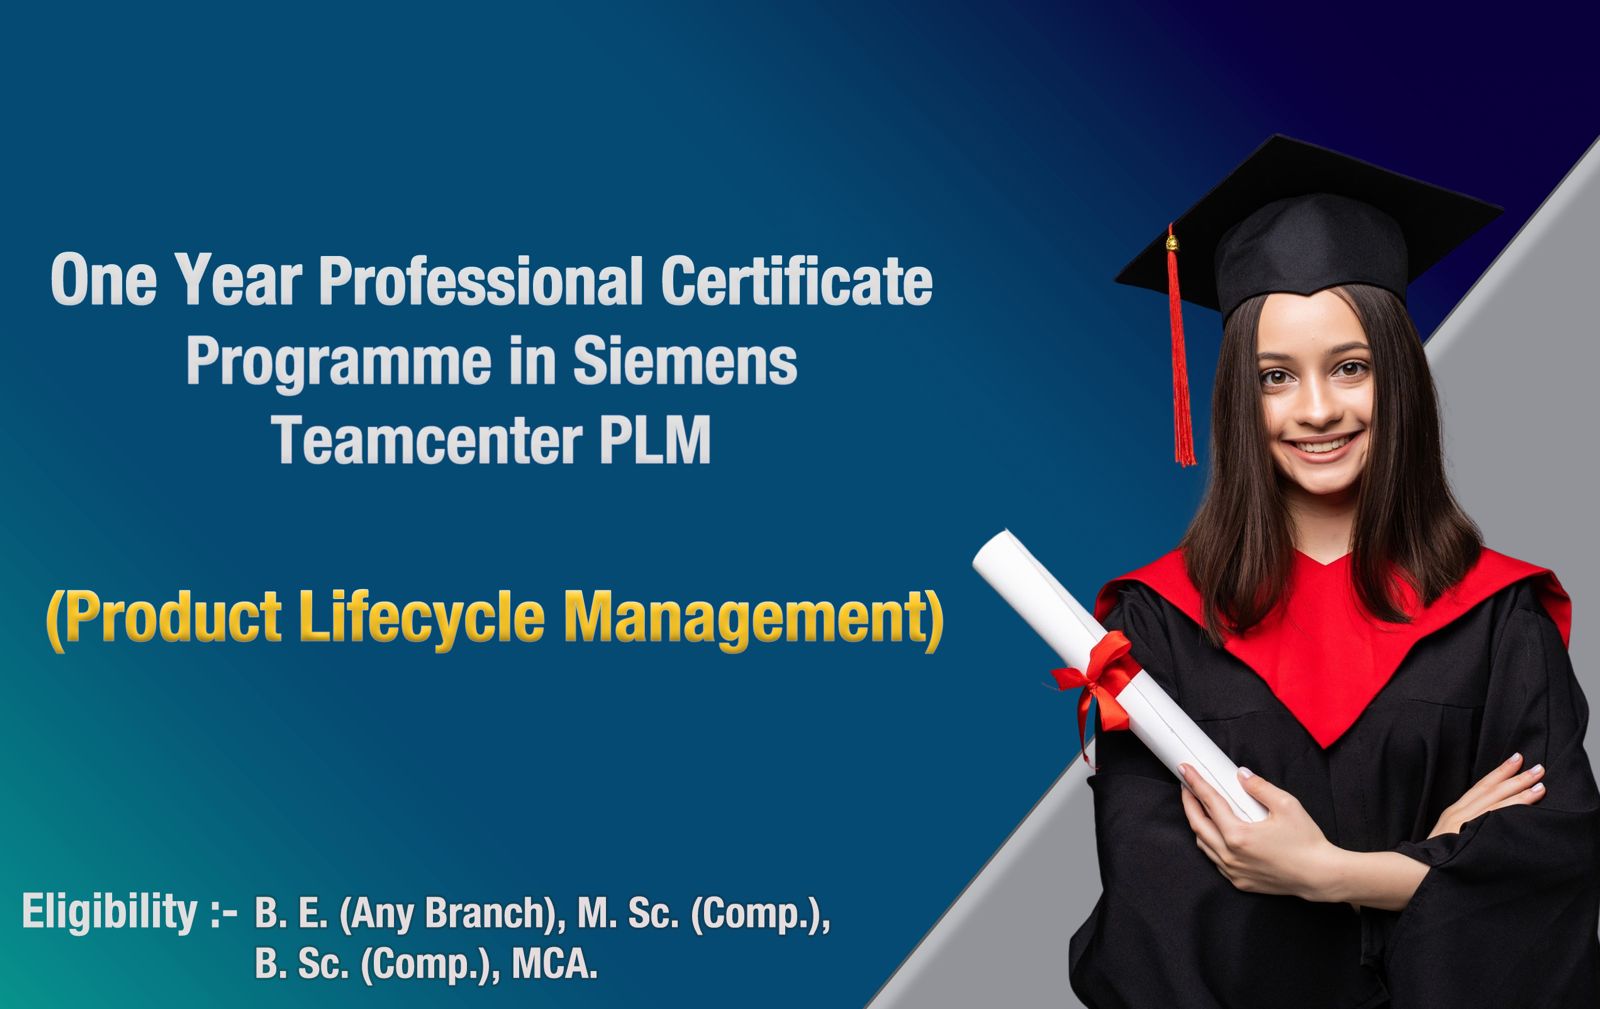 One Year Professional Certificate
Programme in Siemens
Teamcenter PLM
(Product Lifecycle Management)
Eligibility :- B. E. (Any Branch), M. Sc. (Comp.),
B. Sc. (Comp.), MCA.